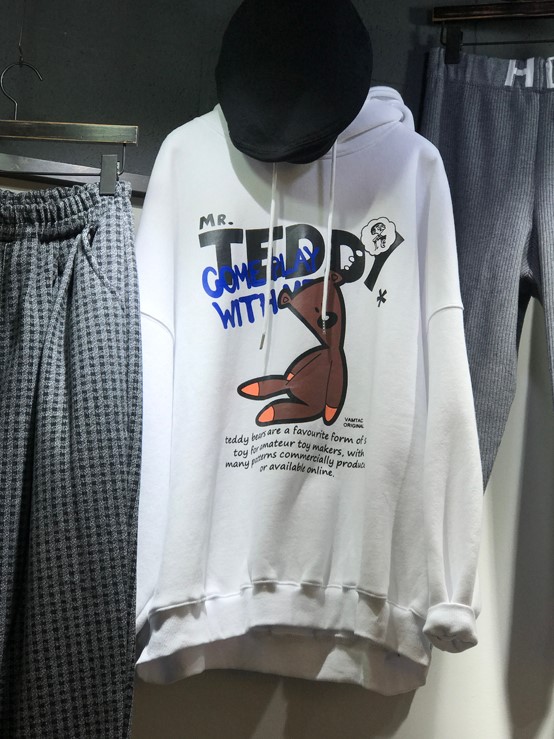 MR.
TEDDY
COME PLAY
WITH ME
*
VAMTAC
ORIGINAL
teddy bears are a favourite form of
toy for amateur toy makers, with
many patterns commercially
or available online.
H